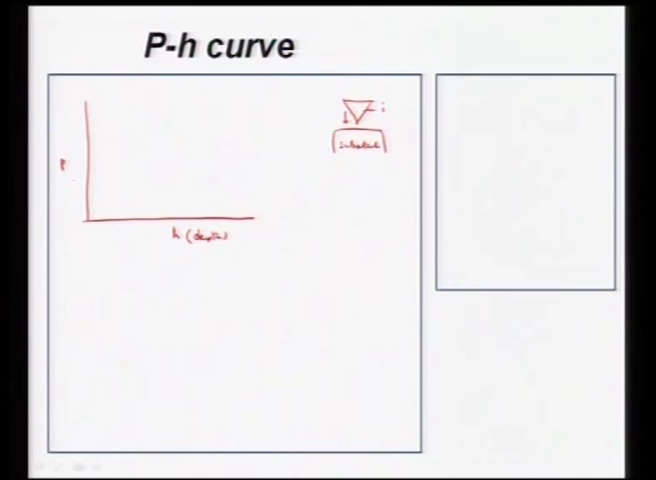 P-h curve
i
substrate
P
h (depth)